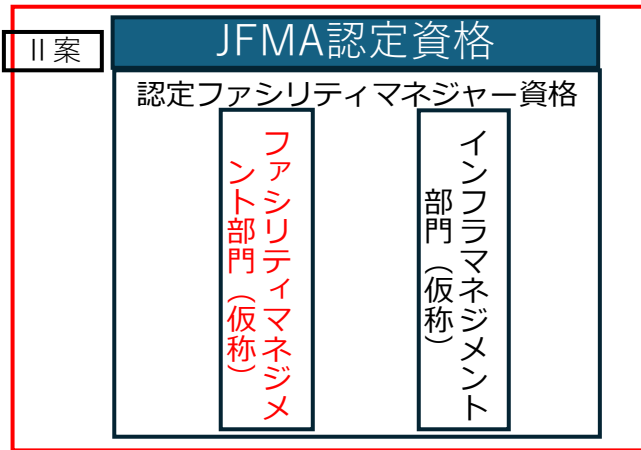 Ⅱ案
JFMA認定資格
認定ファシリティマネジャー資格
ファシリティマネジメ
ント部門（仮称）
インフラマネジメント
部門（仮称）